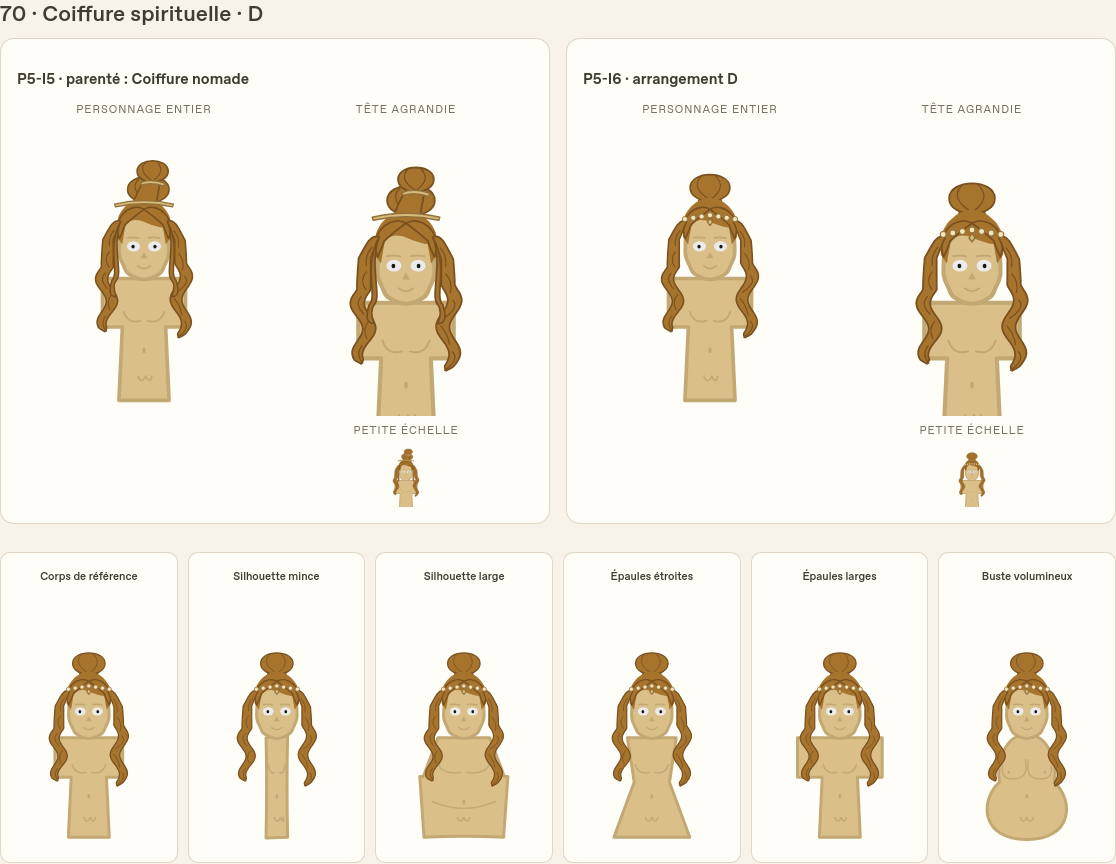 70 · Coiffure spirituelle · D
P5-I5 · parenté : Coiffure nomade
PERSONNAGE ENTIER
TÊTE AGRANDIE
PETITE ÉCHELLE
P5-I6 · arrangement D
PERSONNAGE ENTIER
TÊTE AGRANDIE
PETITE ÉCHELLE
Corps de référence
Silhouette mince
Silhouette large
Épaules étroites
Épaules larges
Buste volumineux